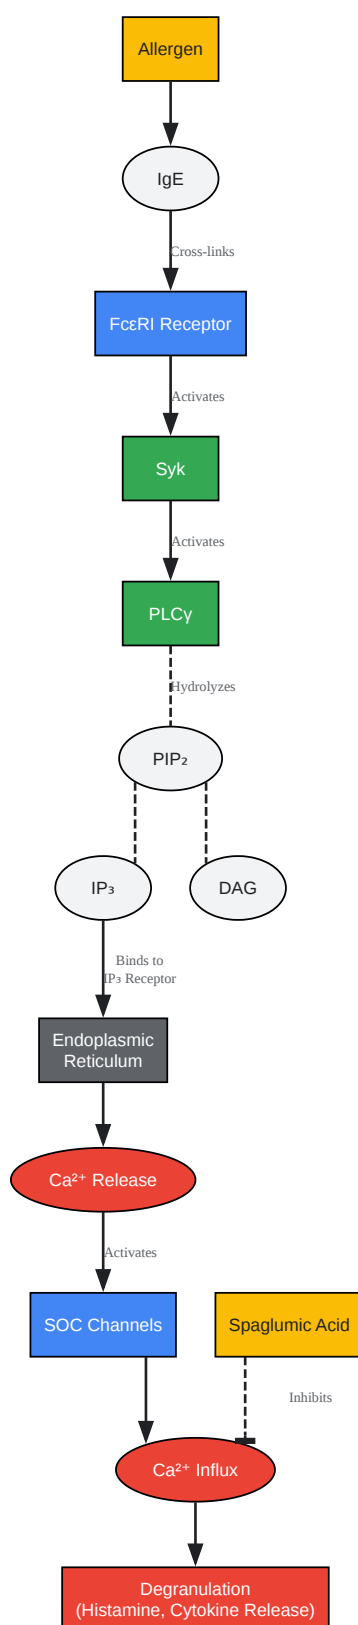 Allergen
IgE
Cross-links
FcεRI Receptor
Activates
Syk
Activates
PLCγ
Hydrolyzes
PIP₂
IP₃
DAG
Binds to
IP₃ Receptor
Endoplasmic
Reticulum
Ca²⁺ Release
Activates
SOC Channels
Spaglumic Acid
Inhibits
Ca²⁺ Influx
Degranulation
(Histamine, Cytokine Release)